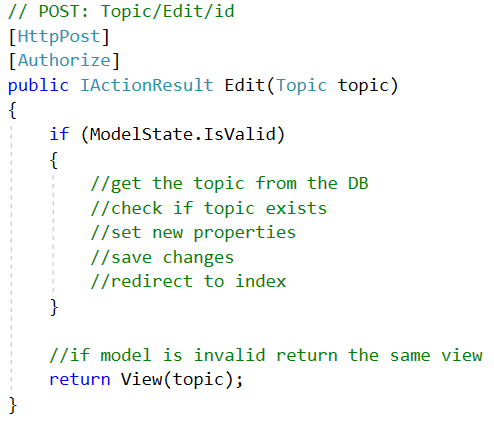 // POST: Topic/Edit/id
[HttpPost]
[Authorize]
public IActionResult Edit(Topic topic)
{
    if (ModelState.IsValid)
    {
        //get the topic from the DB
        //check if topic exists
        //set new properties
        //save changes
        //redirect to index
    }

    //if model is invalid return the same view
    return View(topic);
}